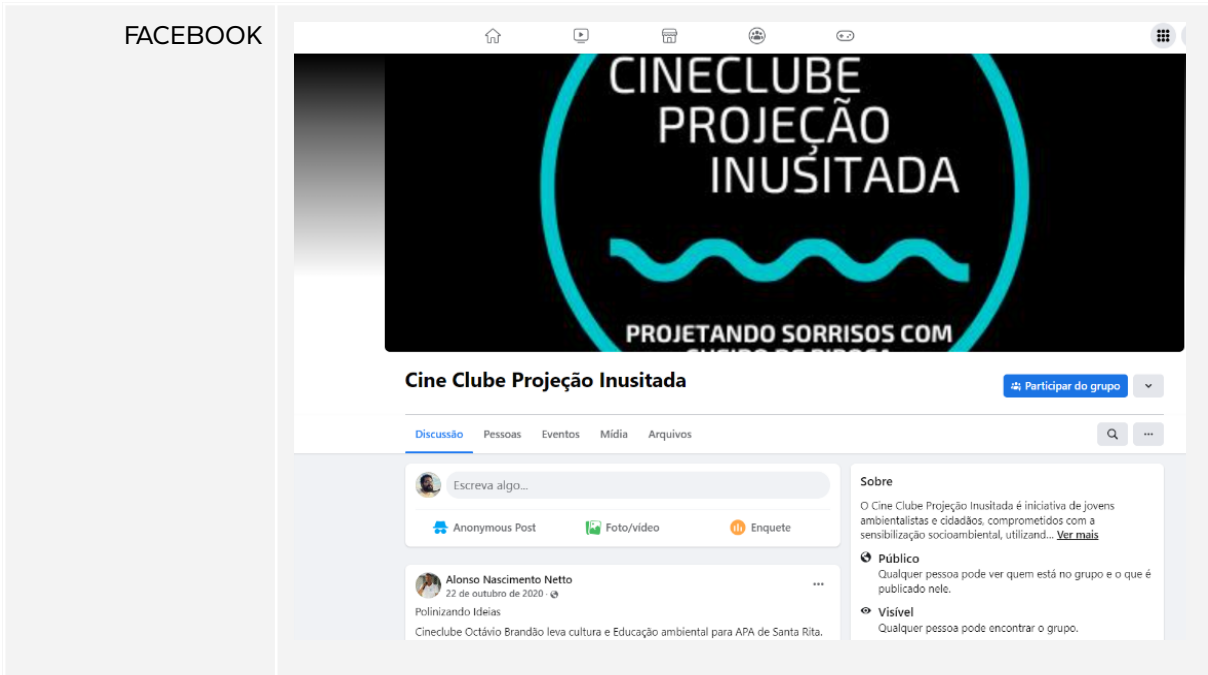 FACEBOOK
CINECLUBE
PROJEÇÃO
INUSITADA
PROJETANDO SORRISOS COM
Cine Clube Projeção Inusitada
Participar do grupo
Discussão Pessoas Eventos Mídia Arquivos
Escreva algo...
Anonymous Post Foto/vídeo Enquete
Alonso Nascimento Netto
22 de outubro de 2020 ·
Polinizando Ideias
Cineclube Octávio Brandão leva cultura e Educação ambiental para APA de Santa Rita.
Sobre
O Cine Clube Projeção Inusitada é iniciativa de jovens
ambientalistas e cidadãos, comprometidos com a
sensibilização socioambiental, utilizand... Ver mais
Público
Qualquer pessoa pode ver quem está no grupo e o que é
publicado nele.
Visível
Qualquer pessoa pode encontrar o grupo.